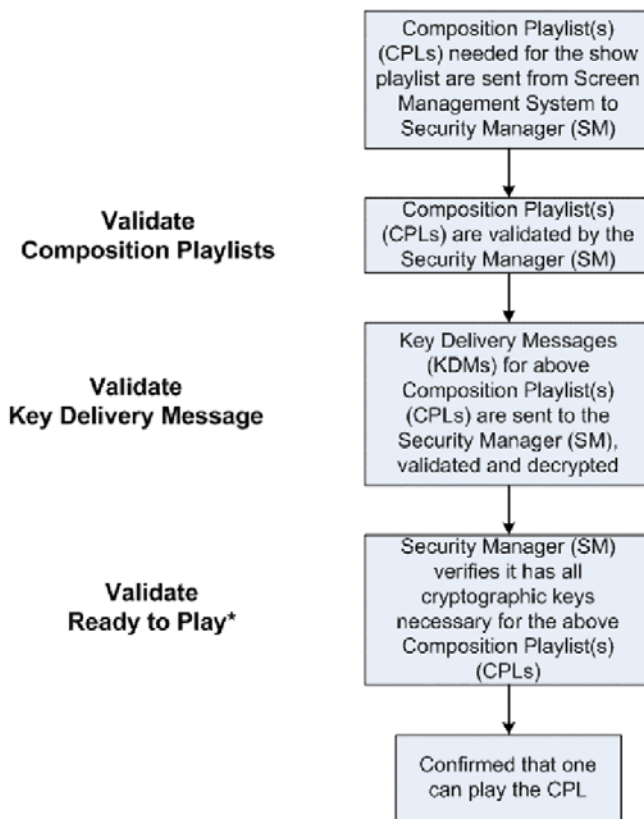 Composition Playlist(s)
(CPLs) needed for the show
playlist are sent from Screen
Management System to
Security Manager (SM)
Validate
Composition Playlists
Composition Playlist(s)
(CPLs) are validated by the
Security Manager (SM)
Validate
Key Delivery Message
Key Delivery Messages
(KDMs) for above
Composition Playlist(s)
(CPLs) are sent to the
Security Manager (SM),
validated and decrypted
Validate
Ready to Play*
Security Manager (SM)
verifies it has all
cryptographic keys
necessary for the above
Composition Playlist(s)
(CPLs)
Confirmed that one
can play the CPL